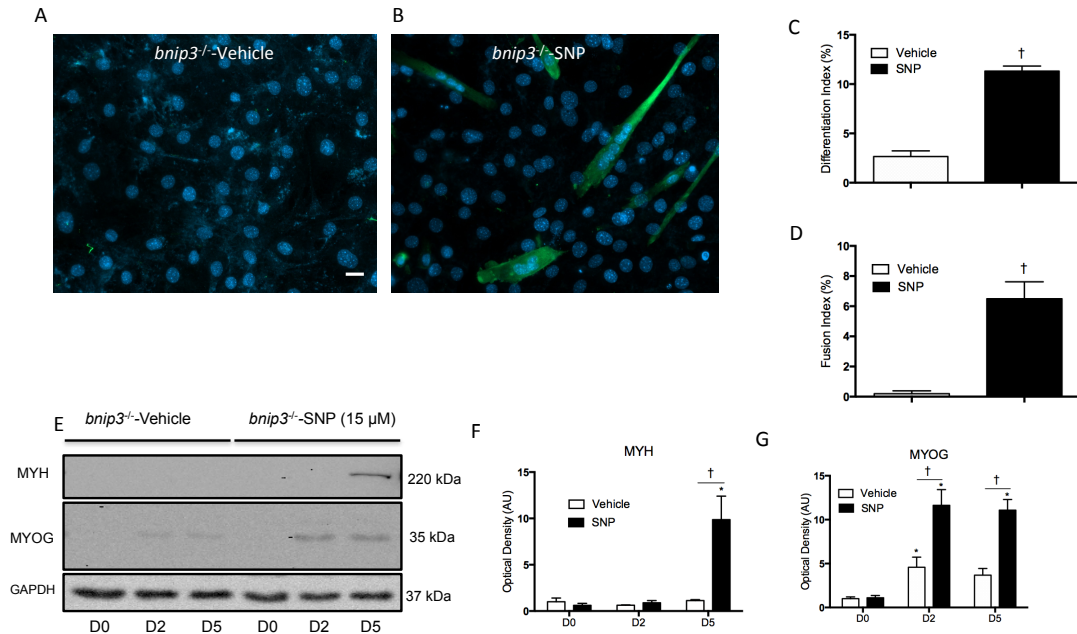 A
bnip3-/--Vehicle
B
bnip3-/--SNP
C
Differentiation Index (%)
15
10
5
0
Vehicle
SNP
†
D
Fusion Index (%)
10
8
6
4
2
0
Vehicle
SNP
†
E
bnip3-/--Vehicle
bnip3-/--SNP (15 µM)
MYH
220 kDa
MYOG
35 kDa
GAPDH
37 kDa
D0 D2 D5 D0 D2 D5
F
MYH
Optical Density (AU)
15
10
5
0
Vehicle
SNP
†
*
D0 D2 D5
G
MYOG
Optical Density (AU)
15
10
5
0
Vehicle
SNP
† †
* * *
D0 D2 D5